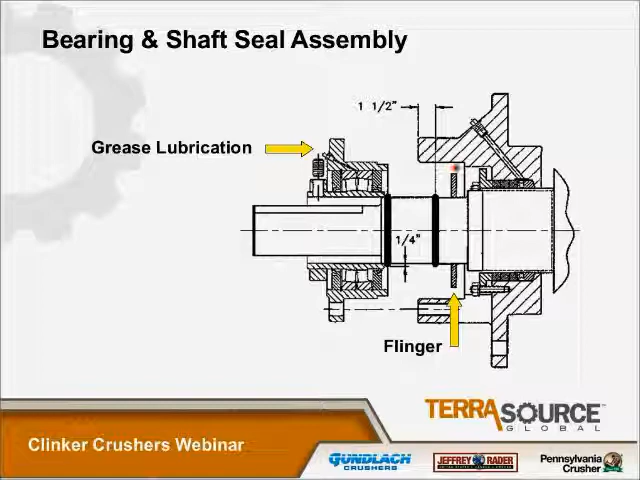 Bearing & Shaft Seal Assembly
1 1/2"
Grease Lubrication
1/4"
Flinger
TERRASOURCE™
GLOBAL
Clinker Crushers Webinar
GUNDLACH
CRUSHERS
JEFFREY RADER
Pennsylvania
Crusher